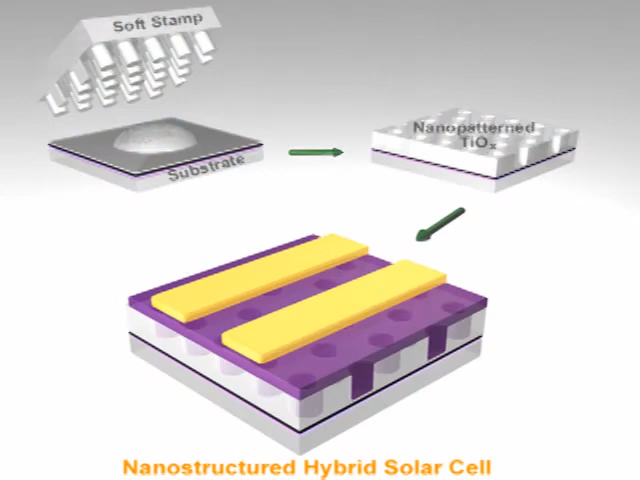 Soft Stamp
Substrate
Nanopatterned
TiOₓ
Nanostructured Hybrid Solar Cell